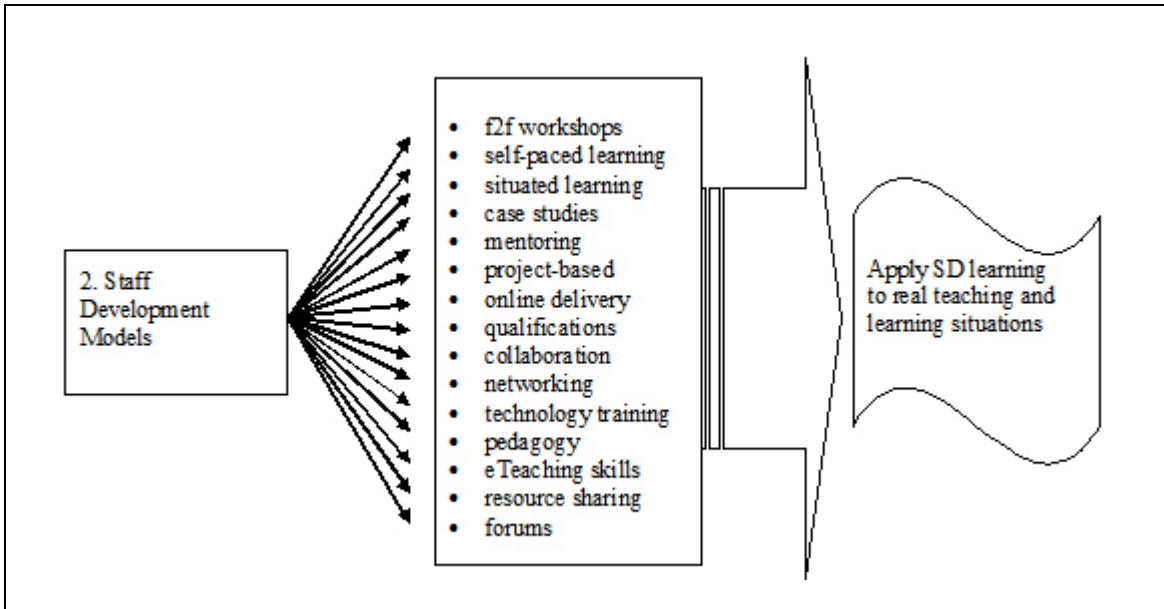 2. Staff
Development
Models
• f2f workshops
• self-paced learning
• situated learning
• case studies
• mentoring
• project-based
• online delivery
• qualifications
• collaboration
• networking
• technology training
• pedagogy
• eTeaching skills
• resource sharing
• forums
Apply SD learning
to real teaching and
learning situations